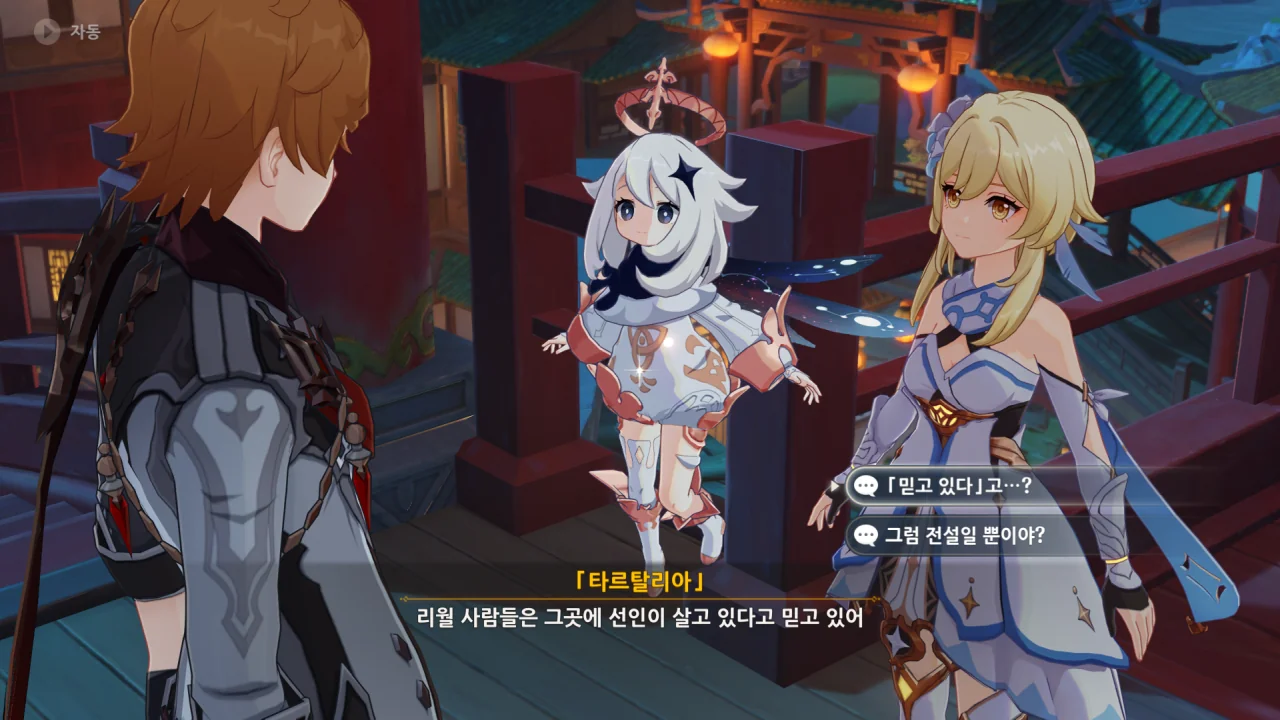 자동
「믿고 있다」고…?
그럼 전설일 뿐이야?
「타르탈리아」
리월 사람들은 그곳에 선인이 살고 있다고 믿고 있어